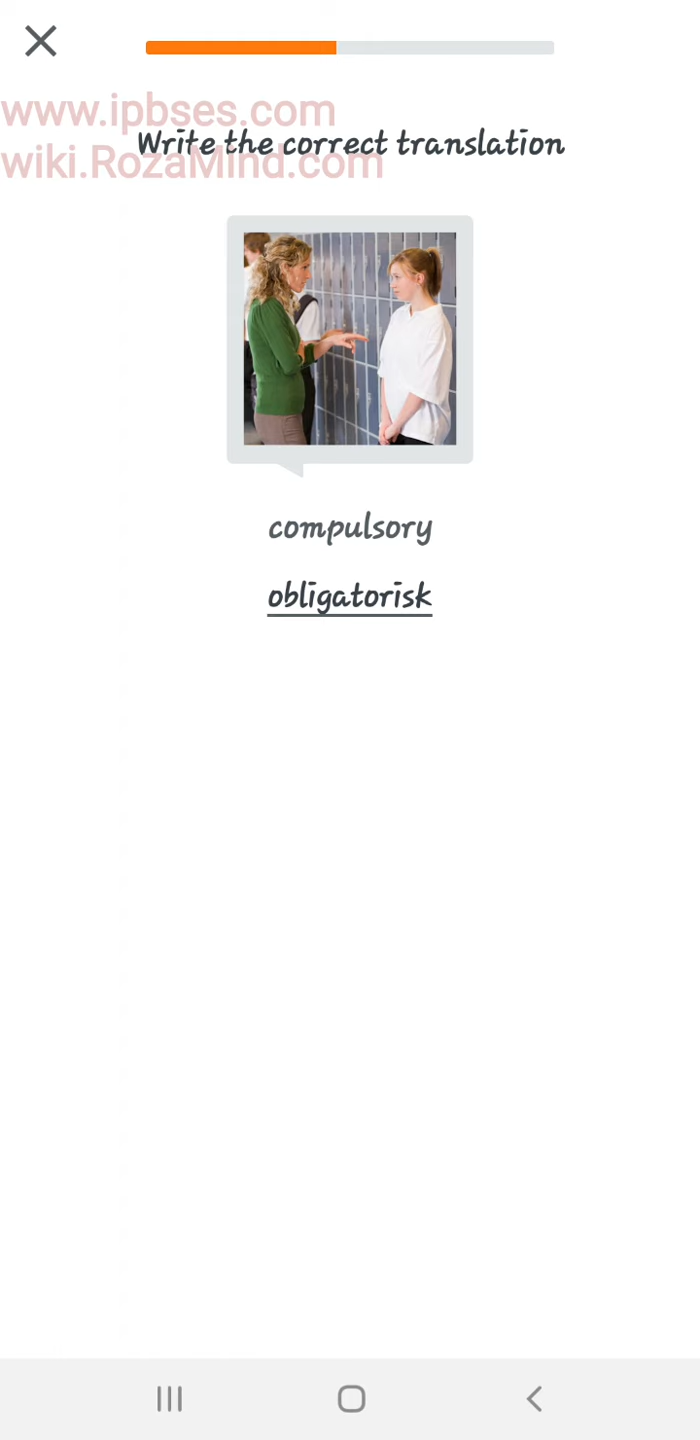 www.ipbses.com
Write the correct translation
wiki.RozaMind.com
compulsory
obligatorisk